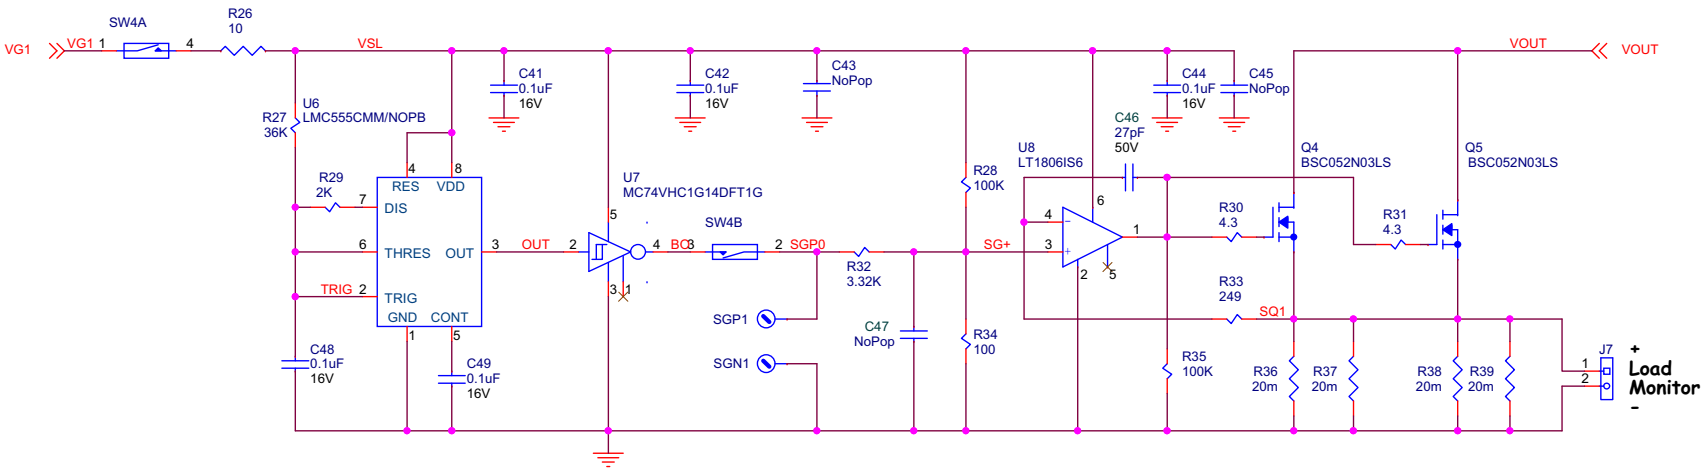 VG1
VG1
1
SW4A
4
R26
10
VSL
C41
0.1uF
16V
C42
0.1uF
16V
C43
NoPop
C44
0.1uF
16V
C45
NoPop
VOUT
VOUT
R27
36K
U6
LMC555CMM/NOPB
4
8
RES
VDD
R29
2K
7
DIS
6
THRES
OUT
3
OUT
TRIG
2
TRIG
GND
CONT
1
5
C48
0.1uF
16V
C49
0.1uF
16V
U7
MC74VHC1G14DFT1G
5
2
4
3
1
BO
3
SW4B
2
SGP0
SGP1
SGN1
R32
3.32K
C47
NoPop
R28
100K
SG+
R34
100
U8
LT1806IS6
C46
27pF
50V
4
3
6
1
2
5
-
+
R30
4.3
Q4
BSC052N03LS
R31
4.3
Q5
BSC052N03LS
R33
249
SQ1
R35
100K
R36
20m
R37
20m
R38
20m
R39
20m
J7
1
2
+
Load
Monitor
-